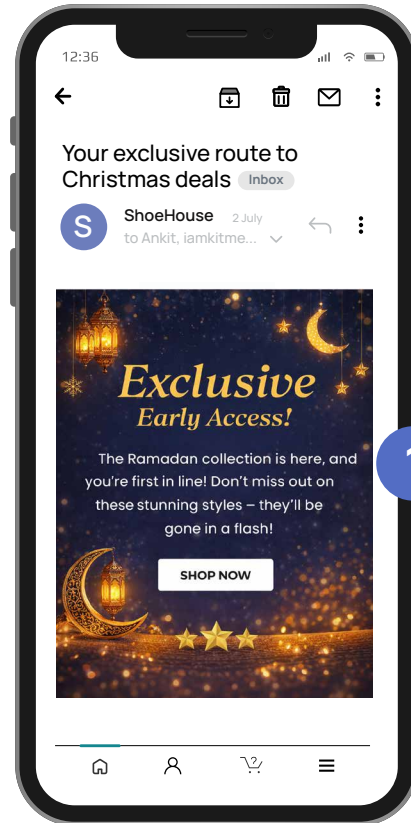 12:36
Your exclusive route to
Christmas deals Inbox
S ShoeHouse 2 July
to Ankit, iamkitme...
Exclusive
Early Access!
The Ramadan collection is here, and
you're first in line! Don't miss out on
these stunning styles – they'll be
gone in a flash!
SHOP NOW